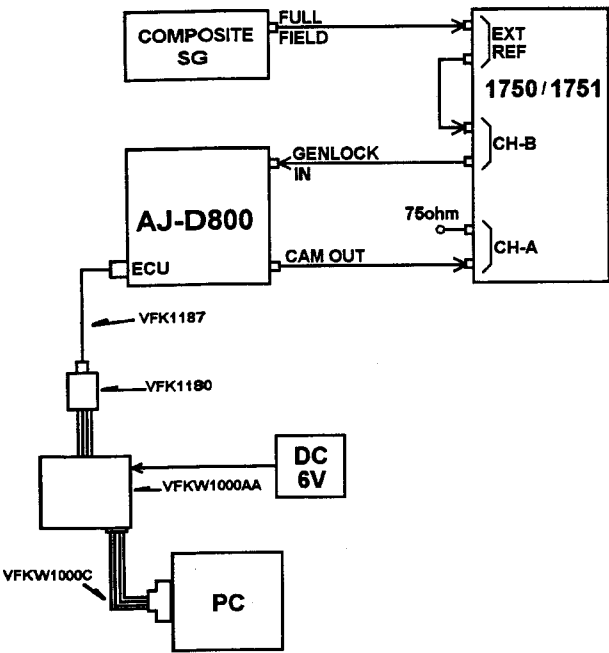 COMPOSITE
SG
FULL
FIELD
EXT
REF
1750/1751
CH-B
GENLOCK
IN
AJ-D800
75ohm
CH-A
ECU
CAM OUT
VFK1187
VFK1180
DC
6V
VFKW1000AA
VFKW1000C
PC